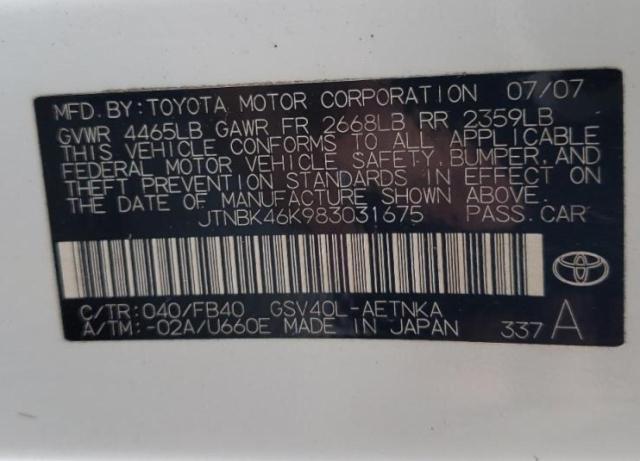 MFD. BY: TOYOTA MOTOR CORPORATION 07/07
GVWR 4465LB GAWR FR 2668LB RR 2359LB
THIS VEHICLE CONFORMS TO ALL APPLICABLE
FEDERAL MOTOR VEHICLE SAFETY, BUMPER, AND
THEFT PREVENTION STANDARDS IN EFFECT ON
THE DATE OF MANUFACTURE SHOWN ABOVE.
JTNBK46K983031675 PASS. CAR
C/TR: 040/FB40 GSV40L-AETNKA
A/TM: -02A/U660E MADE IN JAPAN 337 A